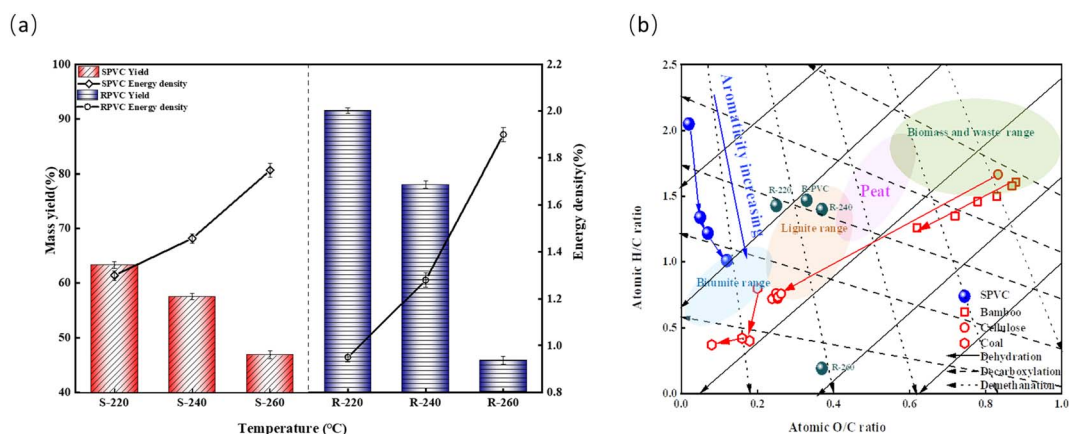 (a)
100
90
80
70
60
50
40
Mass yield(%)
SPVC Yield
SPVC Energy density
RPVC Yield
RPVC Energy density
2.2
2.0
1.8
1.6
1.4
1.2
1.0
0.8
Energy density(%)
S-220
S-240
S-260
R-220
R-240
R-260
Temperature (°C)
(b)
2.5
2.0
1.5
1.0
0.5
0.0
Atomic H/C ratio
Aromaticity increasing
Biomass and waste range
Peat
R-220
R-PVC
R-240
Lignite range
Bitumite range
R-260
SPVC
Bamboo
Cellulose
Coal
Dehydration
Decarboxylation
Demethanation
0.0
0.2
0.4
0.6
0.8
1.0
Atomic O/C ratio